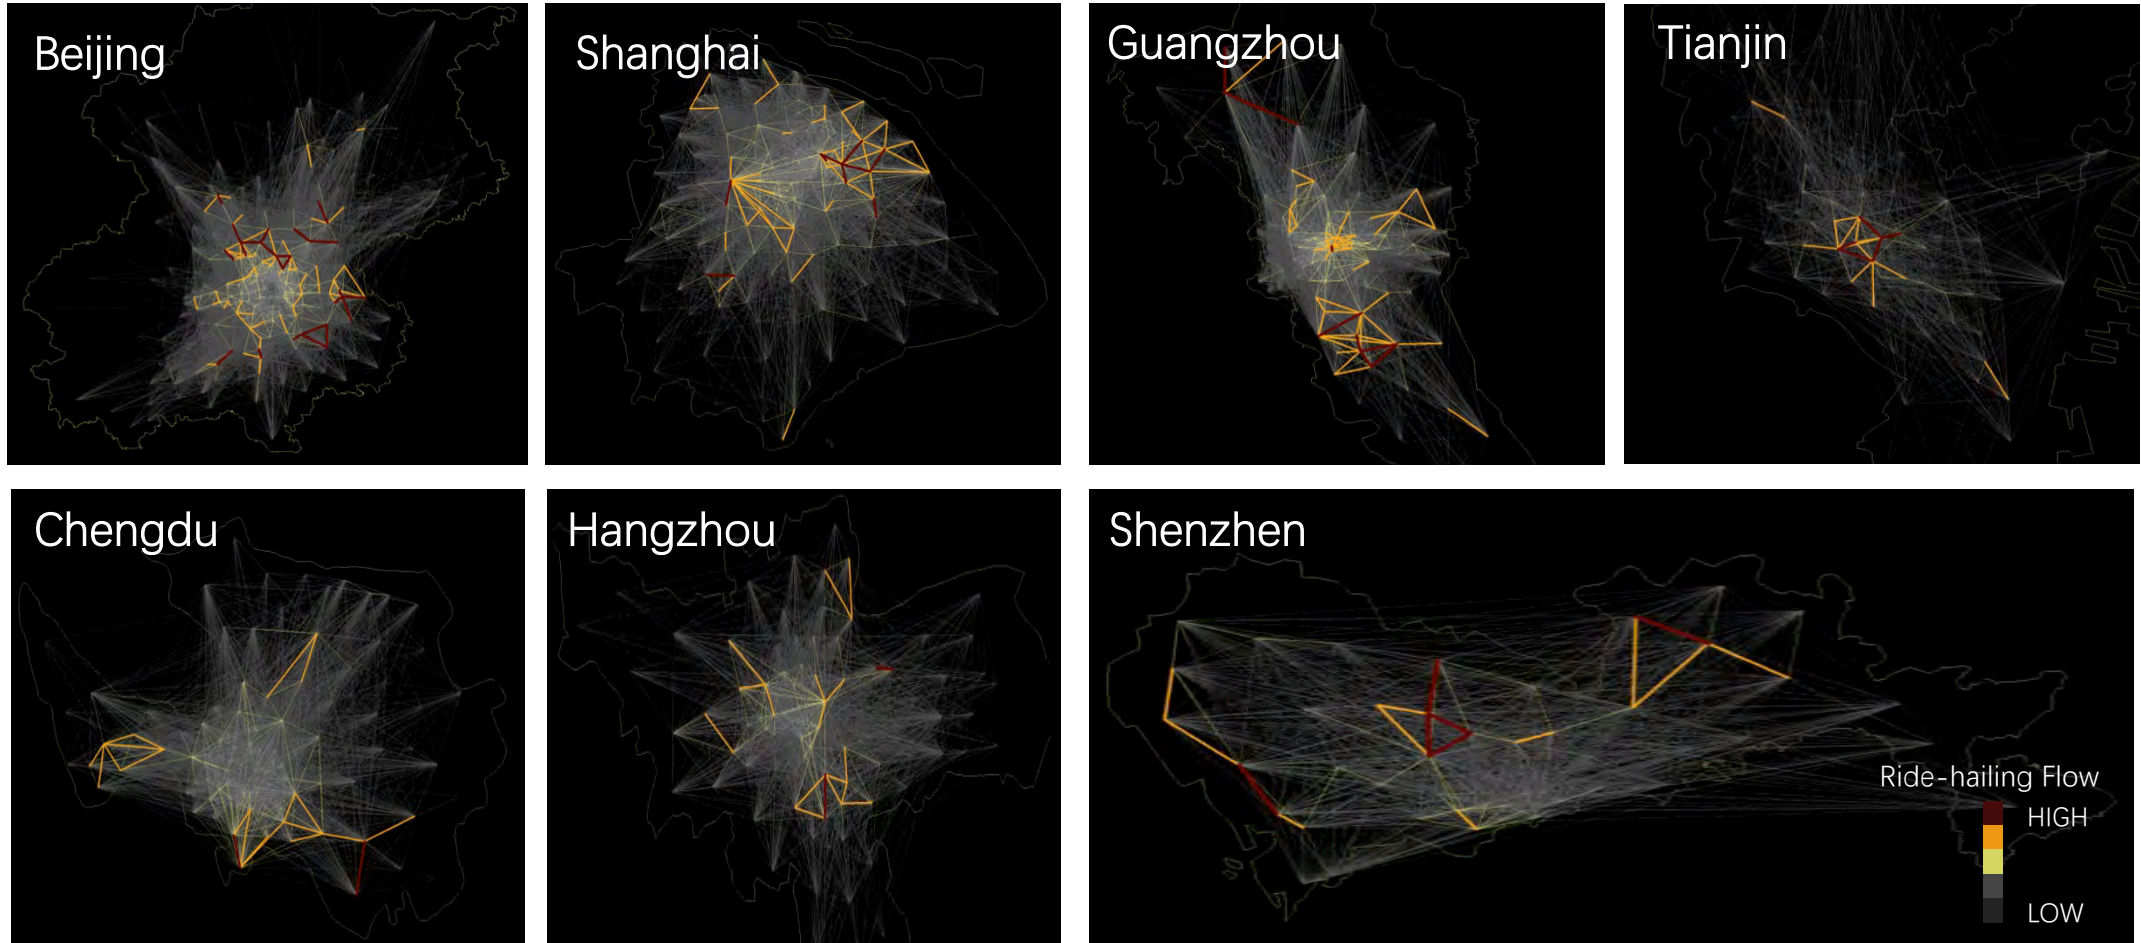 Beijing
Shanghai
Guangzhou
Tianjin
Chengdu
Hangzhou
Shenzhen
Ride-hailing Flow
HIGH
LOW